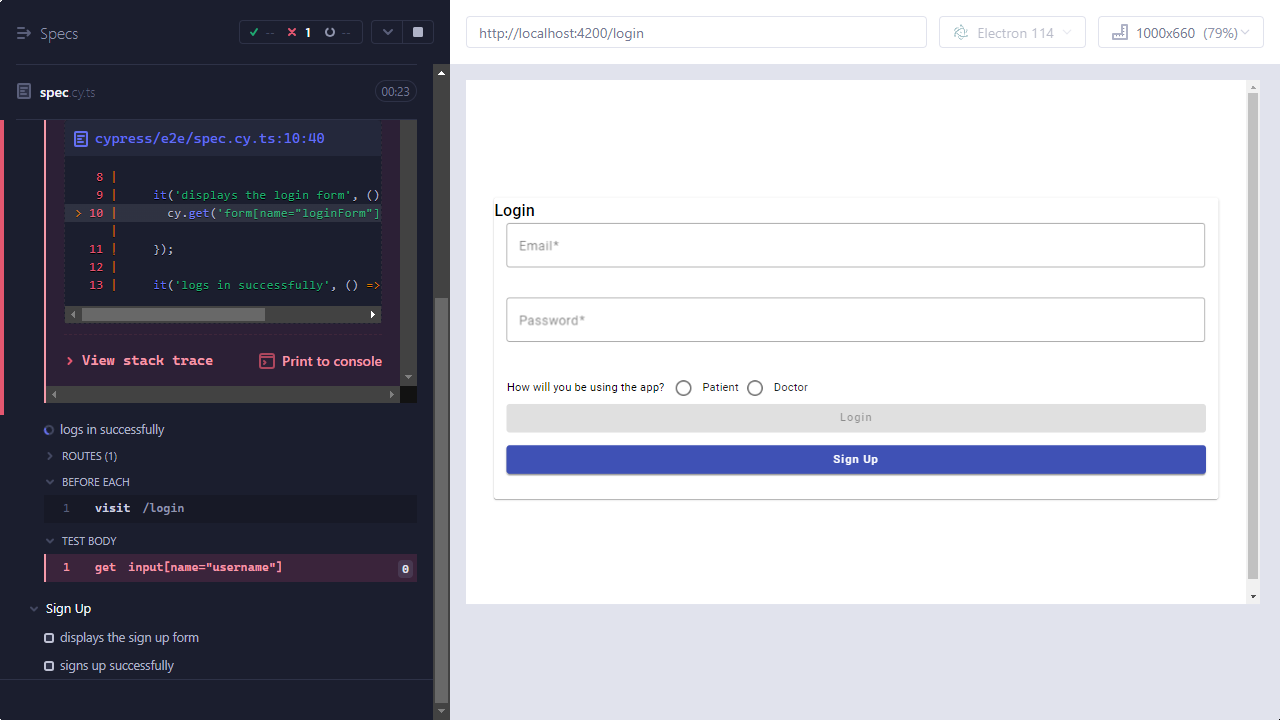 Specs
--
1
--
spec.cy.ts
00:23
cypress/e2e/spec.cy.ts:10:40
8 |
9 | it('displays the login form', ()
> 10 | cy.get('form[name="loginForm"]
|
11 | });
12 |
13 | it('logs in successfully', () =>
View stack trace
Print to console
logs in successfully
ROUTES (1)
BEFORE EACH
1 visit /login
TEST BODY
1 get input[name="username"] 0
Sign Up
displays the sign up form
signs up successfully
http://localhost:4200/login
Electron 114
1000x660 (79%)
Login
Email*
Password*
How will you be using the app? Patient Doctor
Login
Sign Up